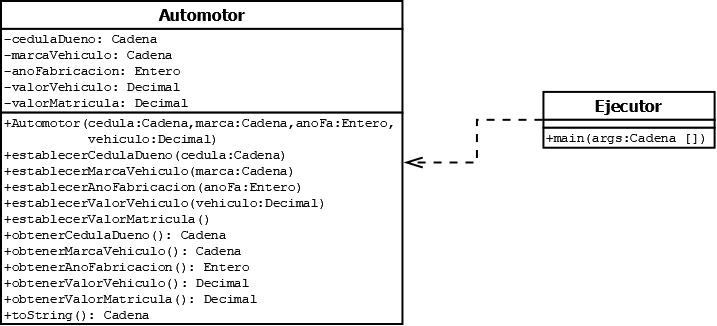 Automotor
-cedulaDueno: Cadena
-marcaVehiculo: Cadena
-anoFabricacion: Entero
-valorVehiculo: Decimal
-valorMatricula: Decimal
+Automotor(cedula:Cadena,marca:Cadena,anoFa:Entero,
vehiculo:Decimal)
+establecerCedulaDueno(cedula:Cadena)
+establecerMarcaVehiculo(marca:Cadena)
+establecerAnoFabricacion(anoFa:Entero)
+establecerValorVehiculo(vehiculo:Decimal)
+establecerValorMatricula()
+obtenerCedulaDueno(): Cadena
+obtenerMarcaVehiculo(): Cadena
+obtenerAnoFabricacion(): Entero
+obtenerValorVehiculo(): Decimal
+obtenerValorMatricula(): Decimal
+toString(): Cadena
Ejecutor
+main(args:Cadena [])